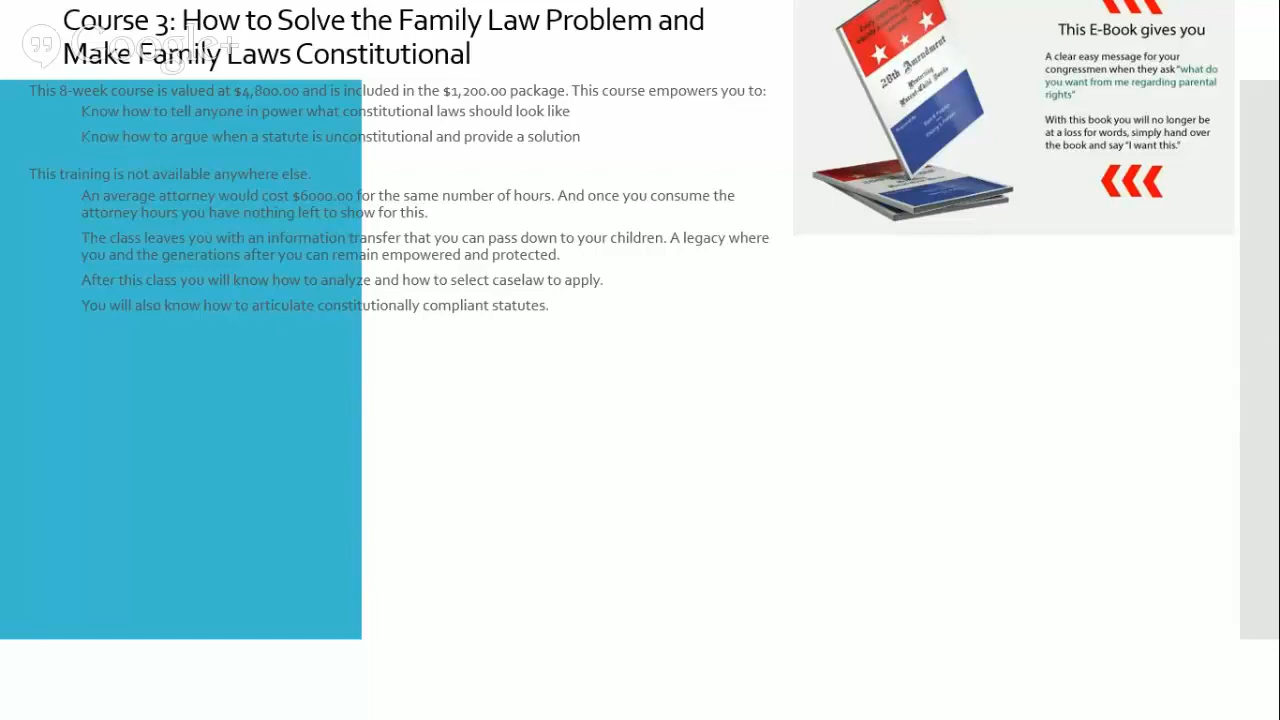 Course 3: How to Solve the Family Law Problem and
Make Family Laws Constitutional
Google+
This 8-week course is valued at $4,800.00 and is included in the $1,200.00 package. This course empowers you to:
Know how to tell anyone in power what constitutional laws should look like
Know how to argue when a statute is unconstitutional and provide a solution
This training is not available anywhere else.
An average attorney would cost $6000.00 for the same number of hours. And once you consume the
attorney hours you have nothing left to show for this.
The class leaves you with an information transfer that you can pass down to your children. A legacy where
you and the generations after you can remain empowered and protected.
After this class you will know how to analyze and how to select caselaw to apply.
You will also know how to articulate constitutionally compliant statutes.
28th Amendment
Protecting
Parent-Child Bonds
This E-Book gives you
A clear easy message for your
congressmen when they ask "what do
you want from me regarding parental
rights"
With this book you will no longer be
at a loss for words, simply hand over
the book and say "I want this."